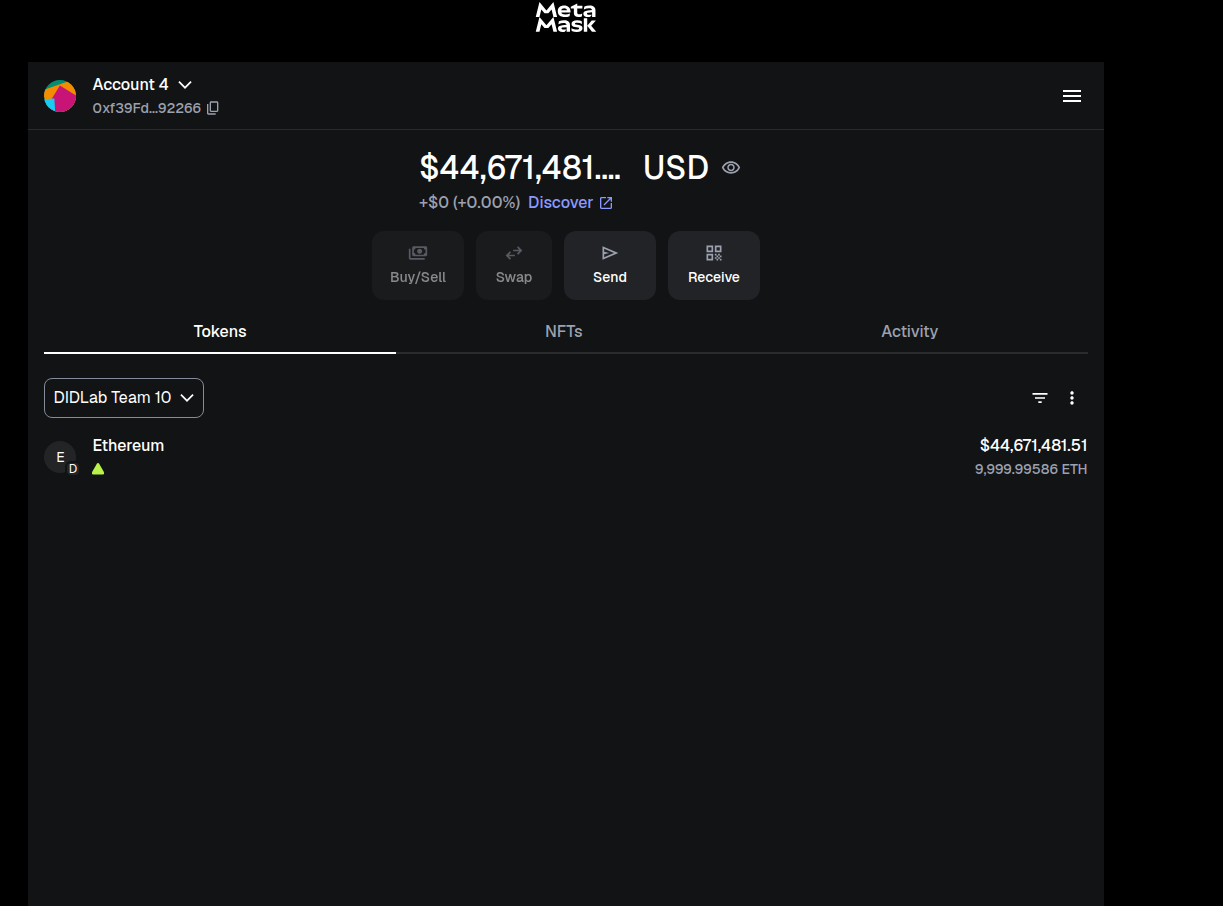 Meta
Mask
Account 4
0xf39Fd...92266
$44,671,481.... USD
+$0 (+0.00%) Discover
Buy/Sell
Swap
Send
Receive
Tokens
NFTs
Activity
DIDLab Team 10
E
D
Ethereum
$44,671,481.51
9,999.99586 ETH